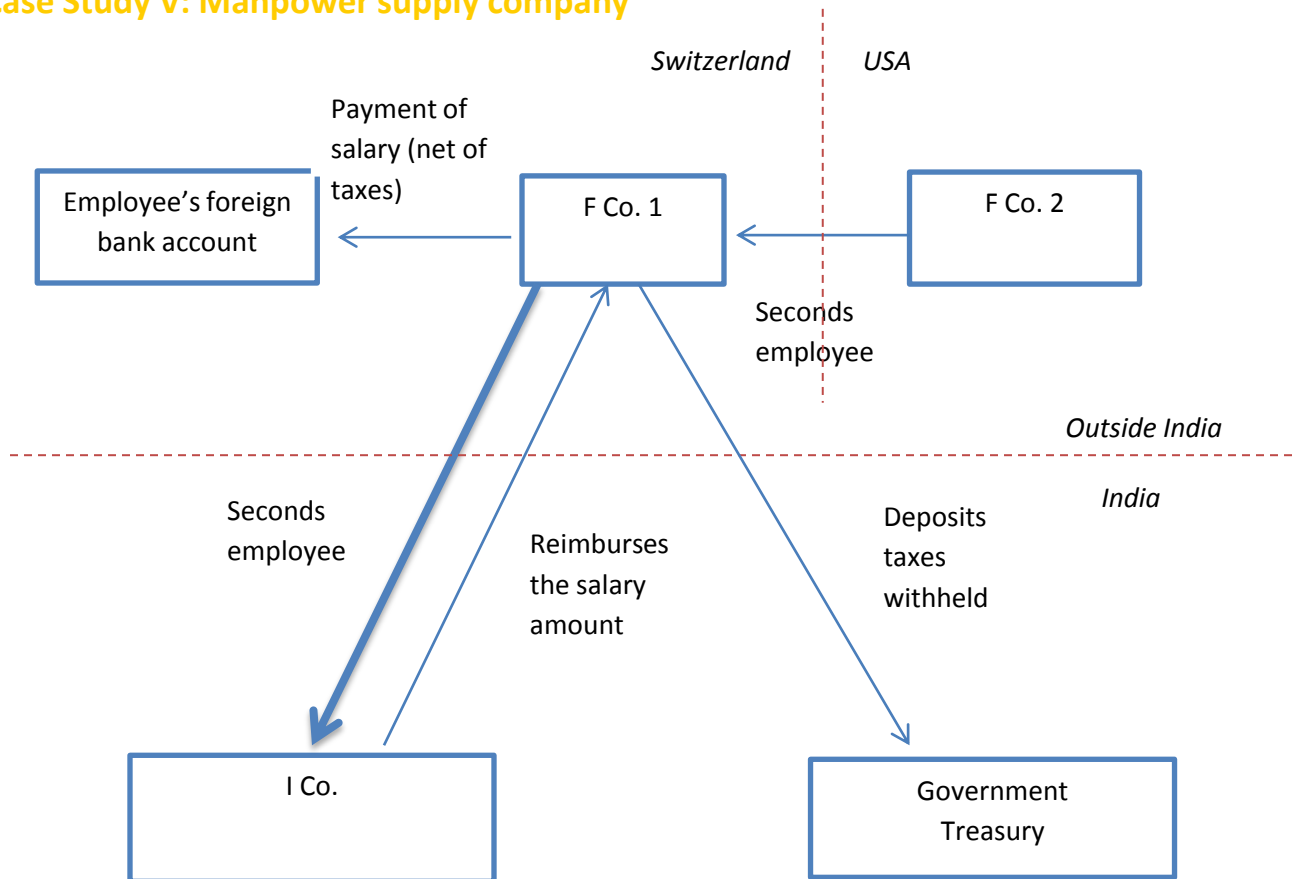 Case Study V: Manpower supply company
Switzerland
USA
Payment of
salary (net of
taxes)
Employee's foreign
bank account
F Co. 1
F Co. 2
Seconds
employee
Outside India
India
Seconds
employee
Reimburses
the salary
amount
Deposits
taxes
withheld
I Co.
Government
Treasury